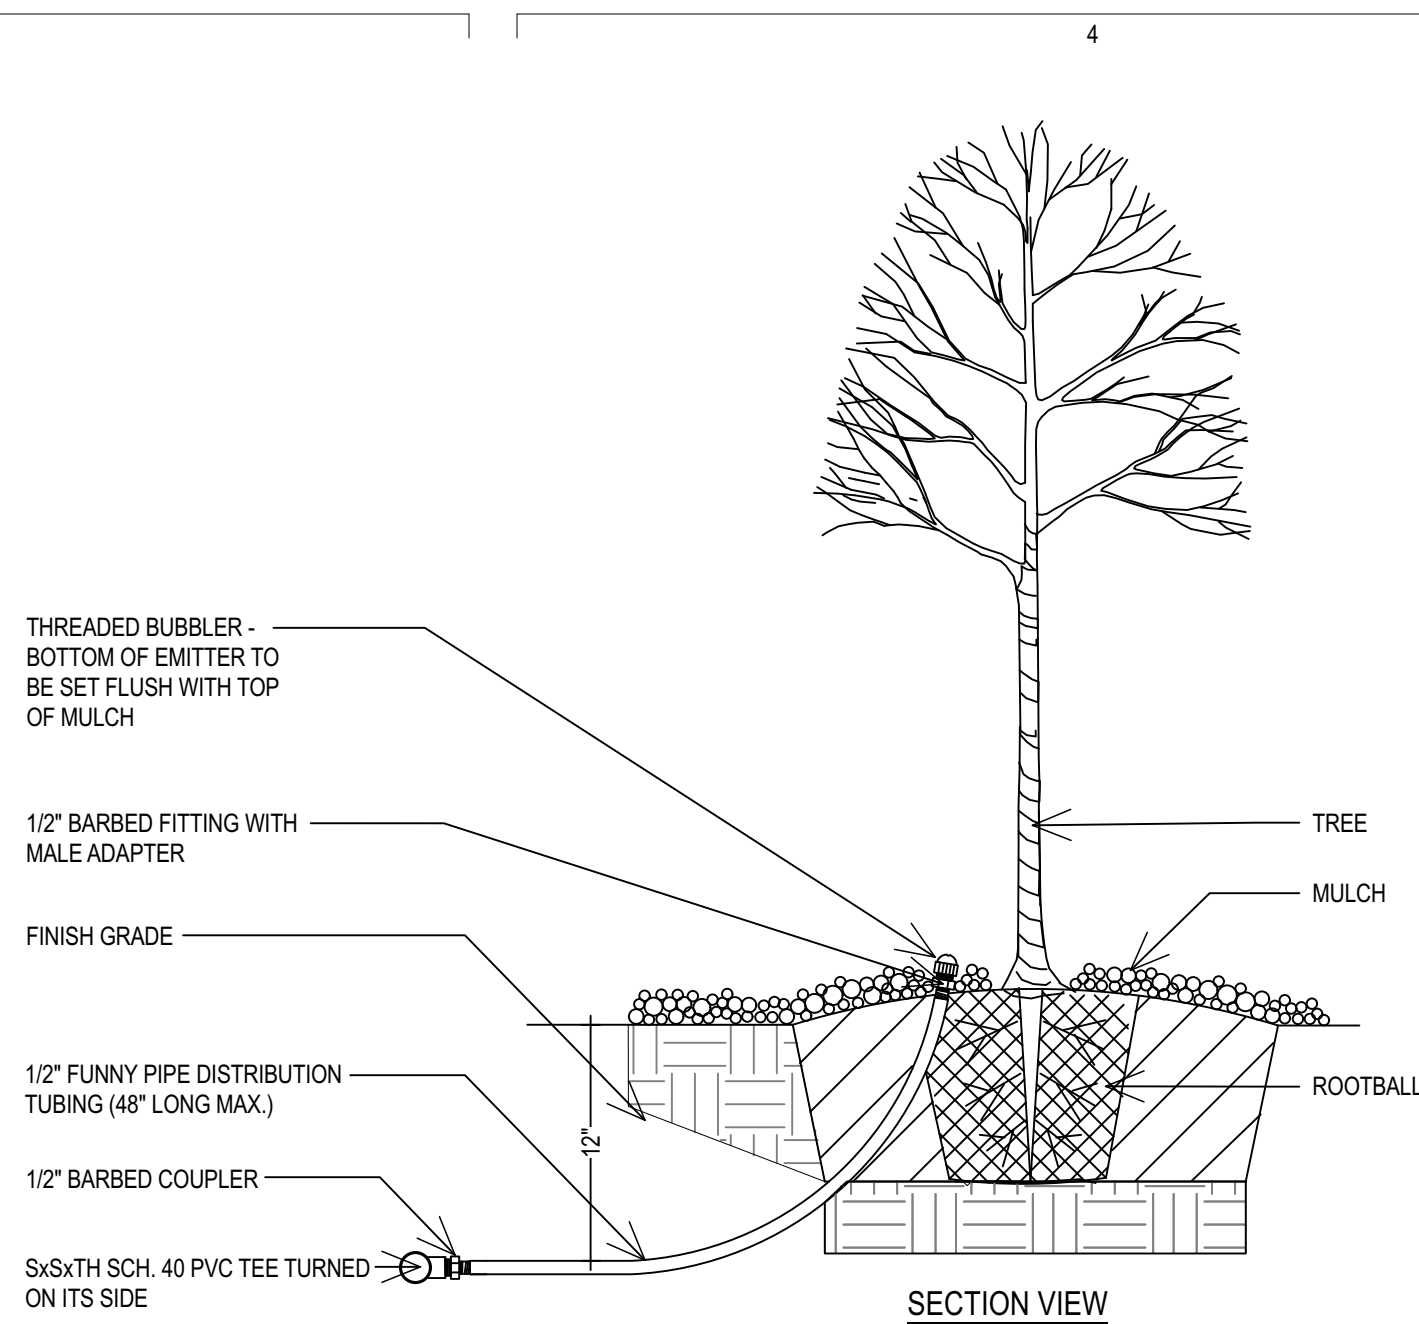 4
THREADED BUBBLER -
BOTTOM OF EMITTER TO
BE SET FLUSH WITH TOP
OF MULCH
1/2" BARBED FITTING WITH
MALE ADAPTER
FINISH GRADE
1/2" FUNNY PIPE DISTRIBUTION
TUBING (48" LONG MAX.)
1/2" BARBED COUPLER
SxSxTH SCH. 40 PVC TEE TURNED
ON ITS SIDE
12"
TREE
MULCH
ROOTBALL
SECTION VIEW